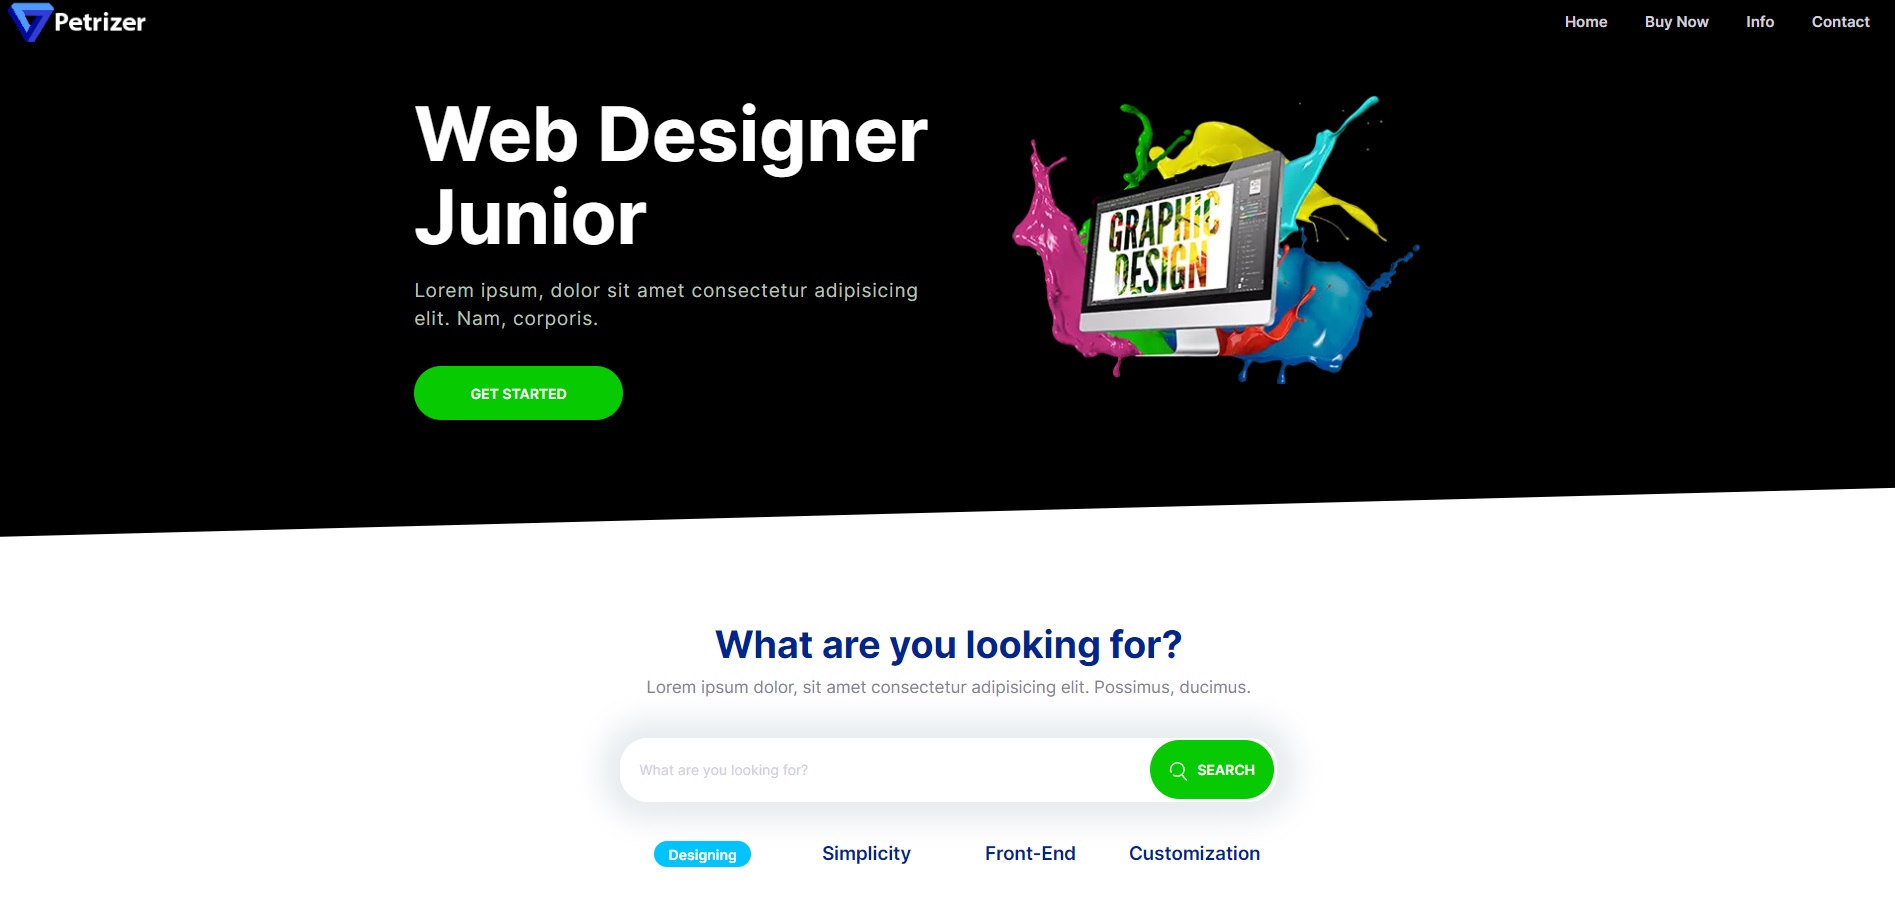 Petrizer
Home Buy Now Info Contact
Web Designer
Junior
Lorem ipsum, dolor sit amet consectetur adipisicing
elit. Nam, corporis.
GET STARTED
GRAPHIC
DESIGN
What are you looking for?
Lorem ipsum dolor, sit amet consectetur adipisicing elit. Possimus, ducimus.
What are you looking for?
SEARCH
Designing Simplicity Front-End Customization